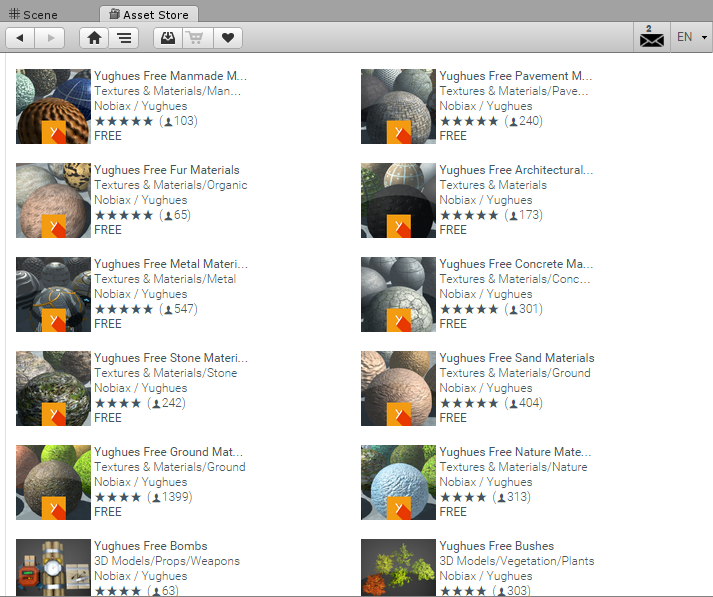 Scene
Asset Store
2
EN
Yughues Free Manmade M...
Textures & Materials/Man...
Nobiax / Yughues
★★★★★ (103)
FREE
Yughues Free Pavement M...
Textures & Materials/Pave...
Nobiax / Yughues
★★★★★ (240)
FREE
Yughues Free Fur Materials
Textures & Materials/Organic
Nobiax / Yughues
★★★★★ (65)
FREE
Yughues Free Architectural...
Textures & Materials
Nobiax / Yughues
★★★★★ (173)
FREE
Yughues Free Metal Materi...
Textures & Materials/Metal
Nobiax / Yughues
★★★★★ (547)
FREE
Yughues Free Concrete Ma...
Textures & Materials/Conc...
Nobiax / Yughues
★★★★★ (301)
FREE
Yughues Free Stone Materi...
Textures & Materials/Stone
Nobiax / Yughues
★★★★ (242)
FREE
Yughues Free Sand Materials
Textures & Materials/Ground
Nobiax / Yughues
★★★★★ (404)
FREE
Yughues Free Ground Mat...
Textures & Materials/Ground
Nobiax / Yughues
★★★★ (1399)
FREE
Yughues Free Nature Mate...
Textures & Materials/Nature
Nobiax / Yughues
★★★★ (313)
FREE
Yughues Free Bombs
3D Models/Props/Weapons
Nobiax / Yughues
★★★★ (63)
Yughues Free Bushes
3D Models/Vegetation/Plants
Nobiax / Yughues
★★★★ (303)